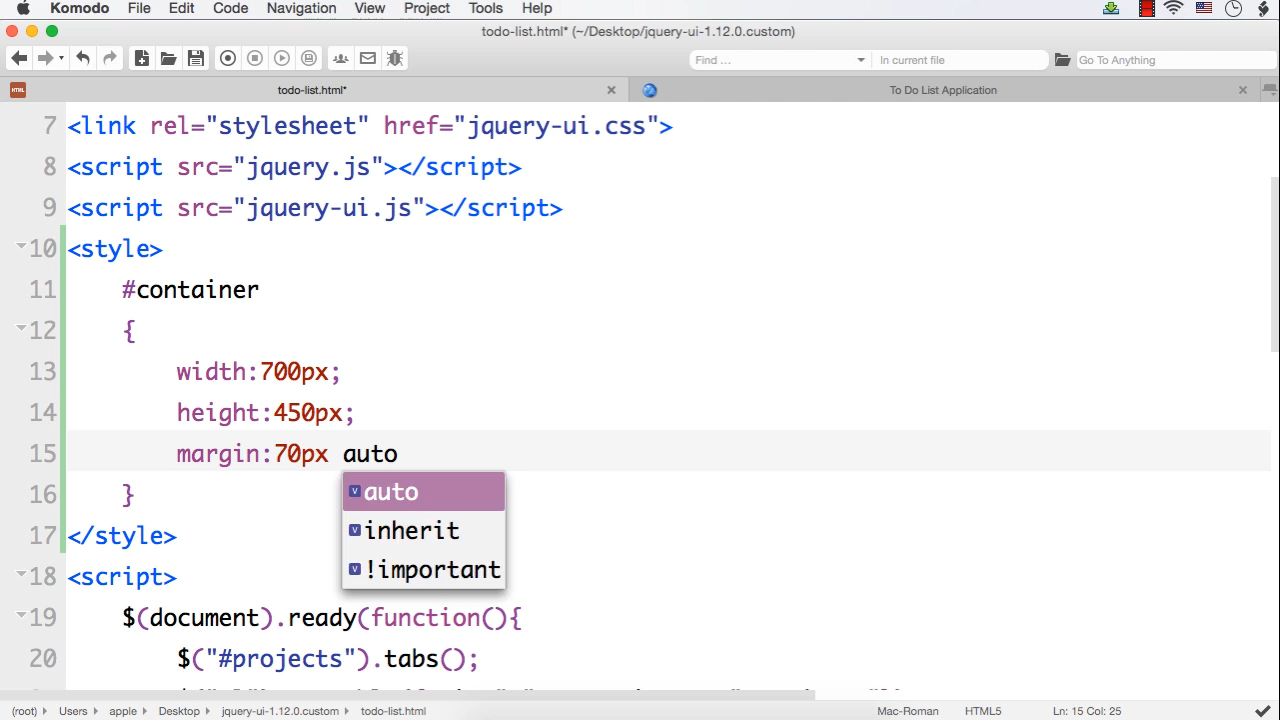 Komodo File Edit Code Navigation View Project Tools Help
todo-list.html* (~/Desktop/jquery-ui-1.12.0.custom)
Find ... In current file Go To Anything
HTML todo-list.html* To Do List Application
7 <link rel="stylesheet" href="jquery-ui.css">
8 <script src="jquery.js"></script>
9 <script src="jquery-ui.js"></script>
10 <style>
11 #container
12 {
13 width:700px;
14 height:450px;
15 margin:70px auto
V auto
16 }
V inherit
17 </style>
V !important
18 <script>
19 $(document).ready(function(){
20 $("#projects").tabs();
(root) Users apple Desktop jquery-ui-1.12.0.custom todo-list.html Mac-Roman HTML5 Ln: 15 Col: 25